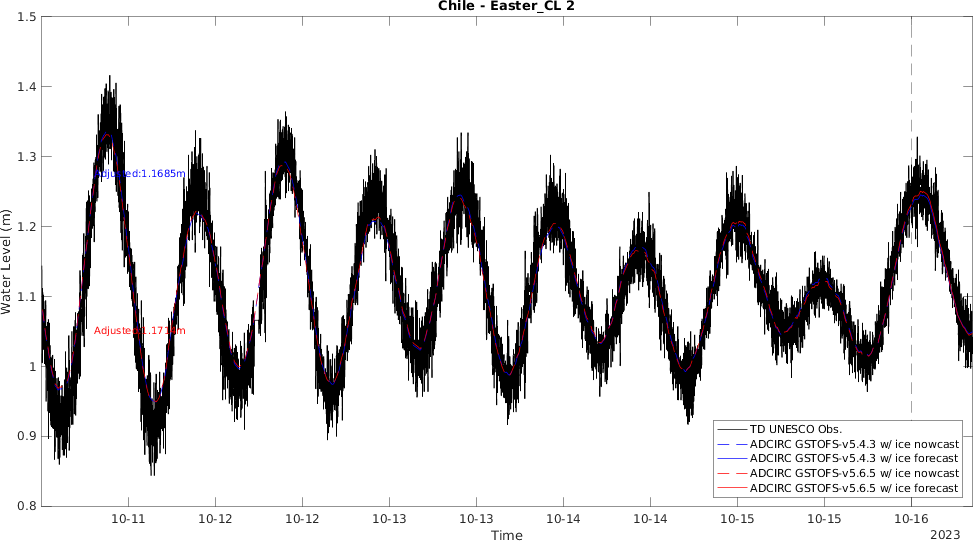 Chile - Easter_CL 2
1.5
1.4
1.3
1.2
1.1
1
0.9
0.8
Water Level (m)
Adjusted:1.1685m
TD UNESCO Obs.
ADCIRC GSTOFS-v5.4.3 w/ ice nowcast
ADCIRC GSTOFS-v5.4.3 w/ ice forecast
ADCIRC GSTOFS-v5.6.5 w/ ice nowcast
ADCIRC GSTOFS-v5.6.5 w/ ice forecast
10-11 10-12 10-12 10-13 10-13 10-14 10-14 10-15 10-15 10-16
Time
2023